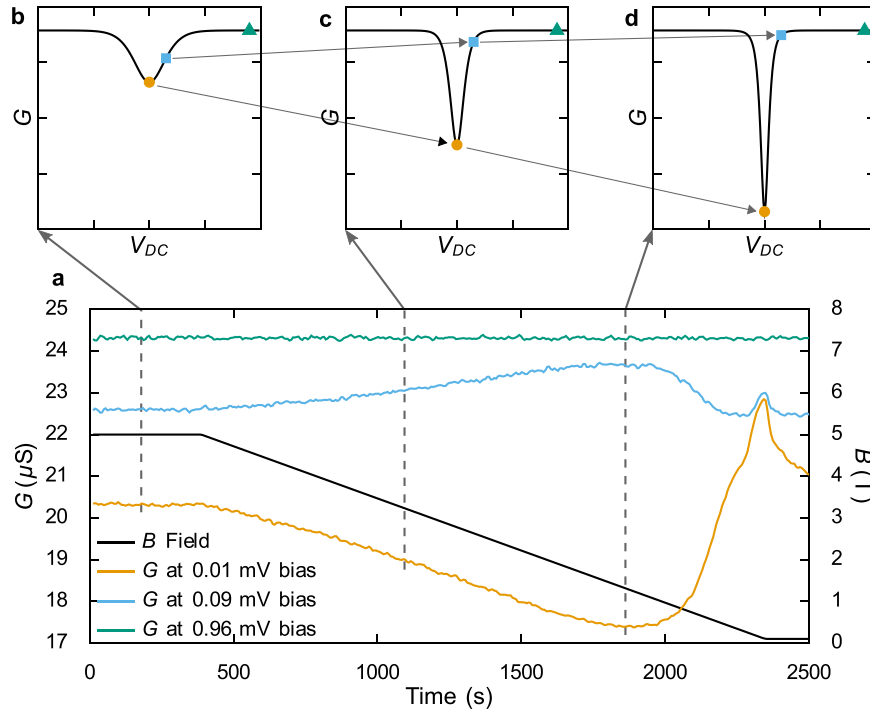 b c d
G G G
V_DC V_DC V_DC
a
25 8
24 7
23 6
22 5
21 4
20 3
19 2
18 1
17 0
G (µS)
B (T)
B Field
G at 0.01 mV bias
G at 0.09 mV bias
G at 0.96 mV bias
0 500 1000 1500 2000 2500
Time (s)